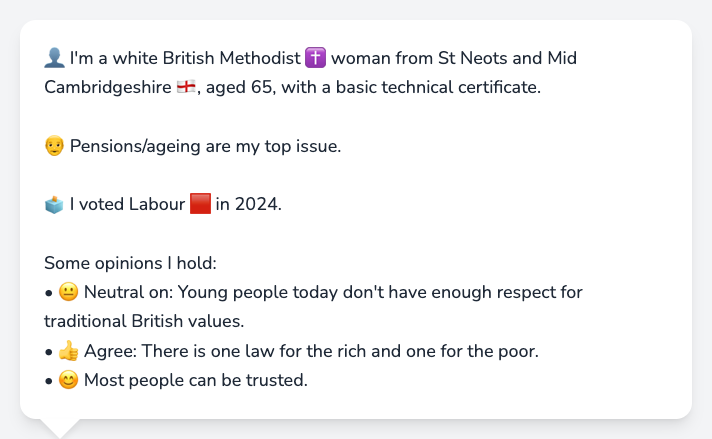 👤 I'm a white British Methodist ✝️ woman from St Neots and Mid
Cambridgeshire 🏴󠁧󠁢󠁥󠁮󠁧󠁿, aged 65, with a basic technical certificate.
👴 Pensions/ageing are my top issue.
🗳️ I voted Labour 🟥 in 2024.
Some opinions I hold:
• 😐 Neutral on: Young people today don't have enough respect for
traditional British values.
• 👍 Agree: There is one law for the rich and one for the poor.
• 😊 Most people can be trusted.